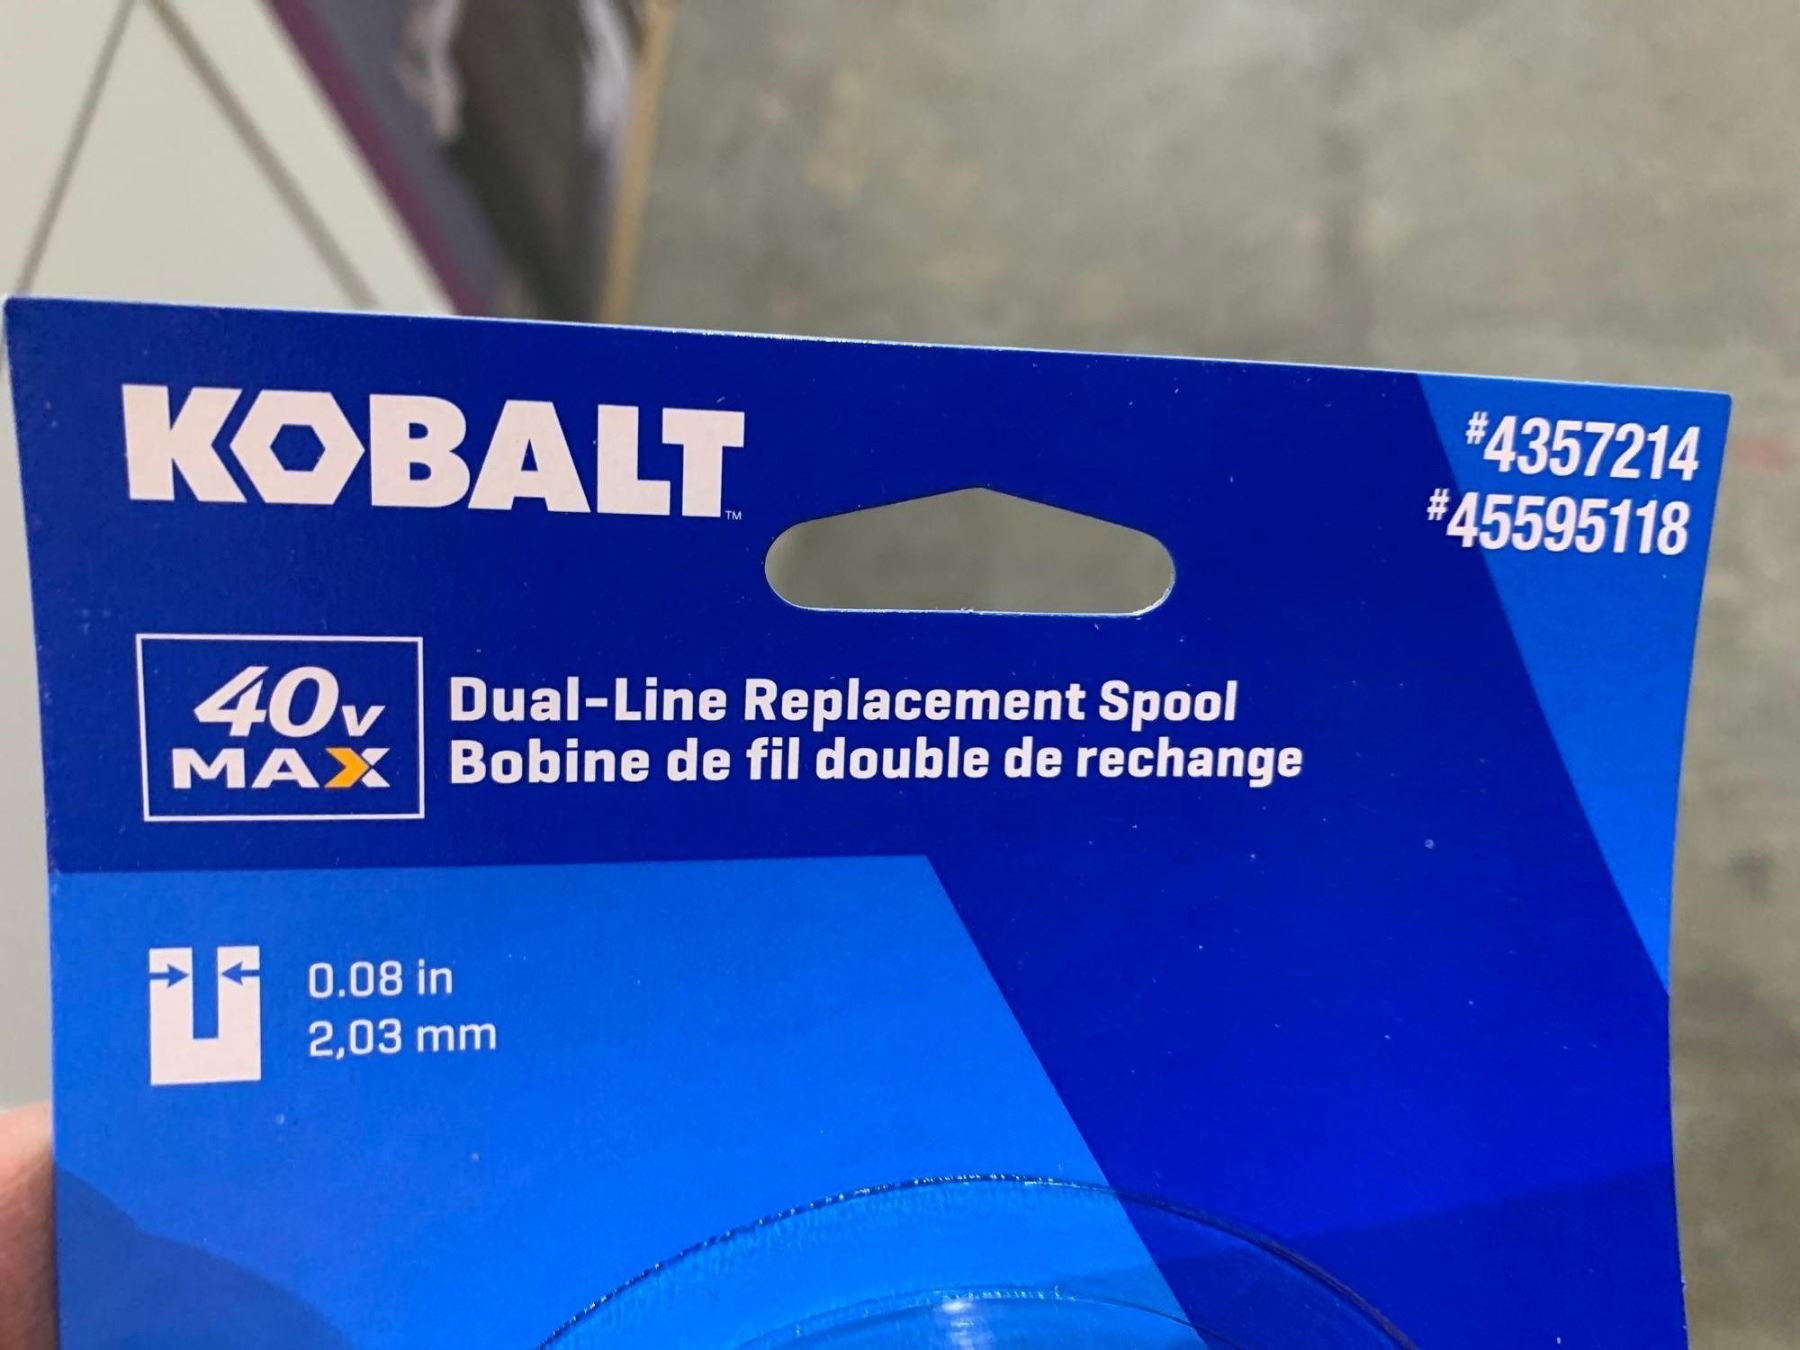 KOBALT™
#4357214
#45595118
40v
MAX
Dual-Line Replacement Spool
Bobine de fil double de rechange
0.08 in
2,03 mm